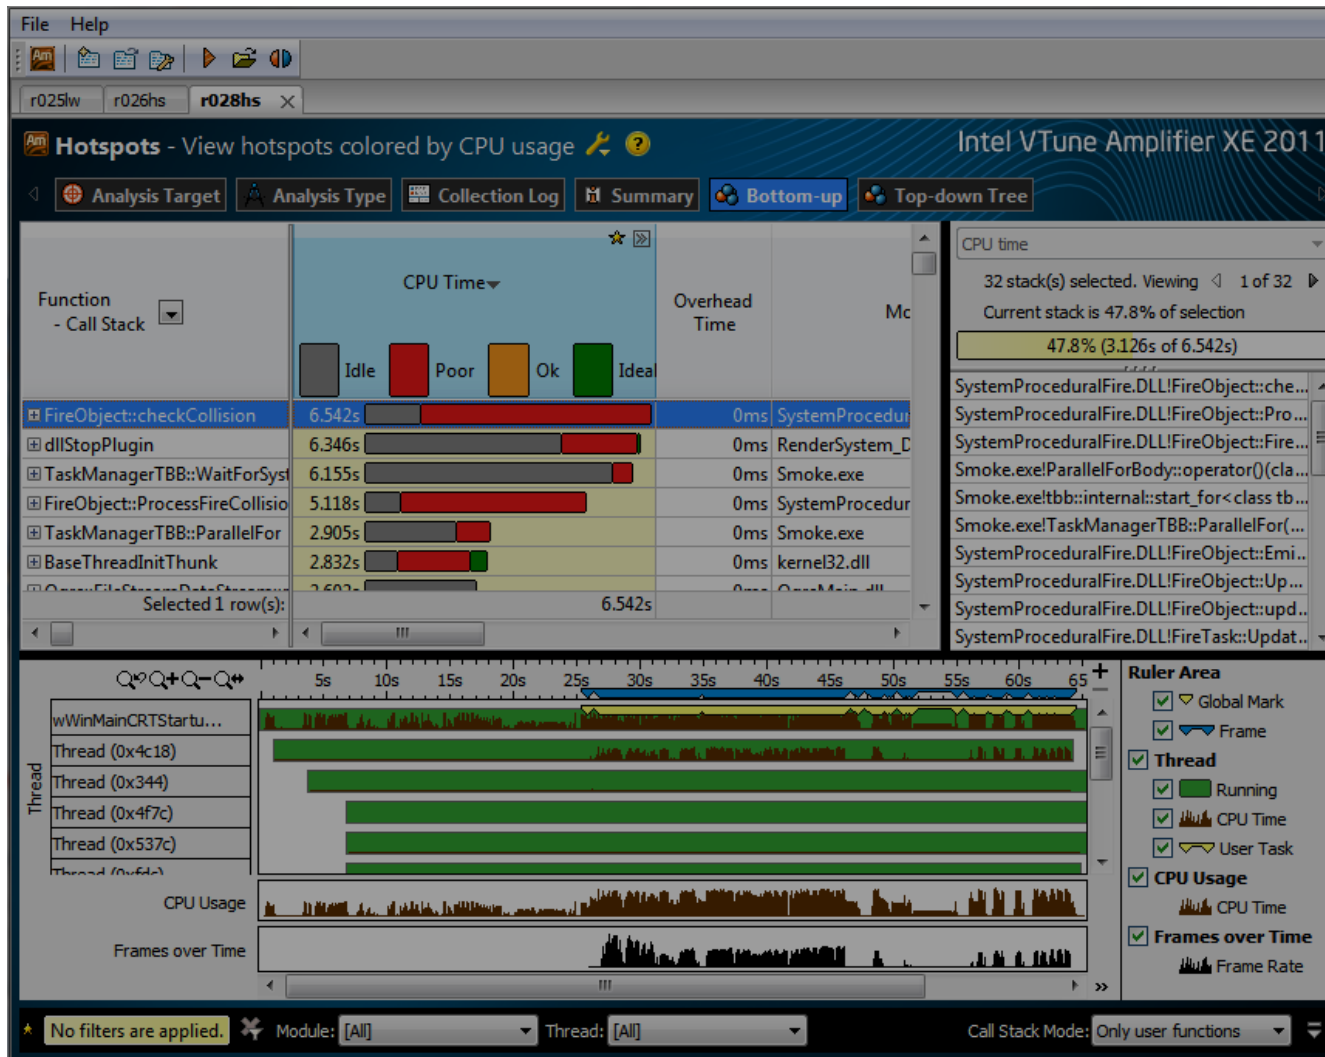 File Help
r025lw r026hs r028hs
Hotspots - View hotspots colored by CPU usage
Intel VTune Amplifier XE 2011
Analysis Target Analysis Type Collection Log Summary Bottom-up Top-down Tree
Function
- Call Stack
CPU Time
Idle Poor Ok Ideal
Overhead
Time
CPU time
32 stack(s) selected. Viewing 1 of 32
Current stack is 47.8% of selection
47.8% (3.126s of 6.542s)
FireObject::checkCollision 6.542s 0ms SystemProcedur
dllStopPlugin 6.346s 0ms RenderSystem_D
TaskManagerTBB::WaitForSyst 6.155s 0ms Smoke.exe
FireObject::ProcessFireCollisio 5.118s 0ms SystemProcedur
TaskManagerTBB::ParallelFor 2.905s 0ms Smoke.exe
BaseThreadInitThunk 2.832s 0ms kernel32.dll
Selected 1 row(s): 6.542s
SystemProceduralFire.DLL!FireObject::che...
SystemProceduralFire.DLL!FireObject::Pro...
SystemProceduralFire.DLL!FireObject::Fire...
Smoke.exe!ParallelForBody::operator()(cla...
Smoke.exe!tbb::internal::start_for<class tb...
Smoke.exe!TaskManagerTBB::ParallelFor(...
SystemProceduralFire.DLL!FireObject::Emi...
SystemProceduralFire.DLL!FireObject::Up...
SystemProceduralFire.DLL!FireObject::upd..
SystemProceduralFire.DLL!FireTask::Updat..
5s 10s 15s 20s 25s 30s 35s 40s 45s 50s 55s 60s 65
Thread
wWinMainCRTStartu...
Thread (0x4c18)
Thread (0x344)
Thread (0x4f7c)
Thread (0x537c)
CPU Usage
Frames over Time
Ruler Area
Global Mark
Frame
Thread
Running
CPU Time
User Task
CPU Usage
CPU Time
Frames over Time
Frame Rate
No filters are applied. Module: [All] Thread: [All] Call Stack Mode: Only user functions